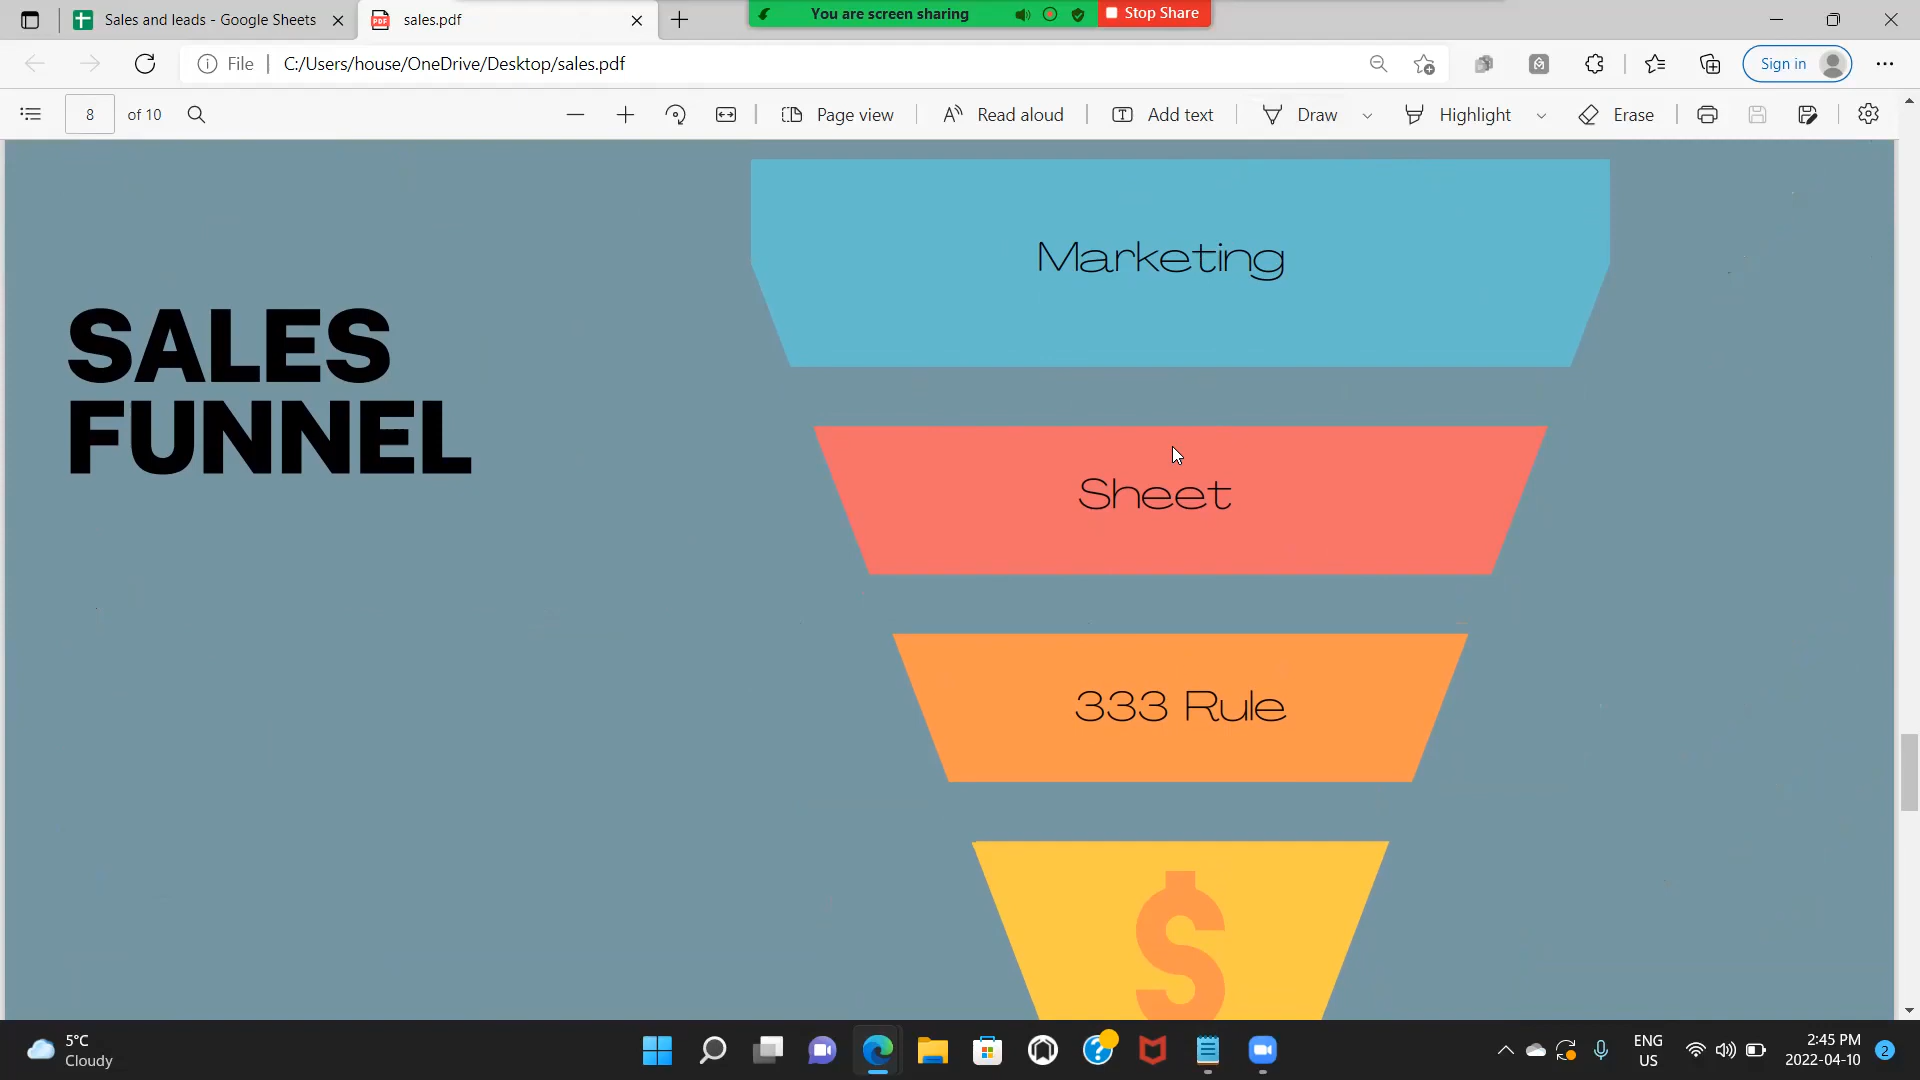 Sales and leads - Google Sheets
sales.pdf
You are screen sharing
Stop Share
File
C:/Users/house/OneDrive/Desktop/sales.pdf
Sign in
8 of 10
Page view
Read aloud
Add text
Draw
Highlight
Erase
SALES
FUNNEL
Marketing
Sheet
333 Rule
$
5°C
Cloudy
ENG
US
2:45 PM
2022-04-10
2